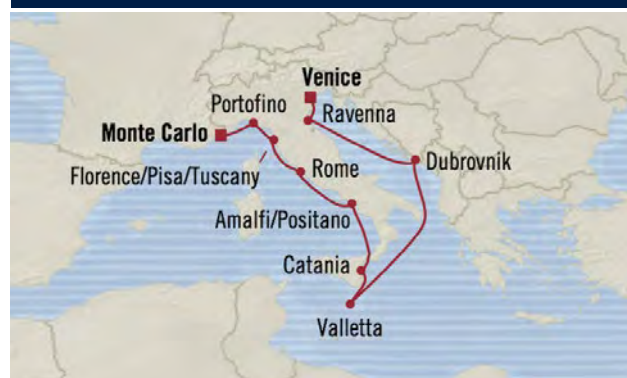 Venice
Portofino
Ravenna
Monte Carlo
Dubrovnik
Florence/Pisa/Tuscany
Rome
Amalfi/Positano
Catania
Valletta